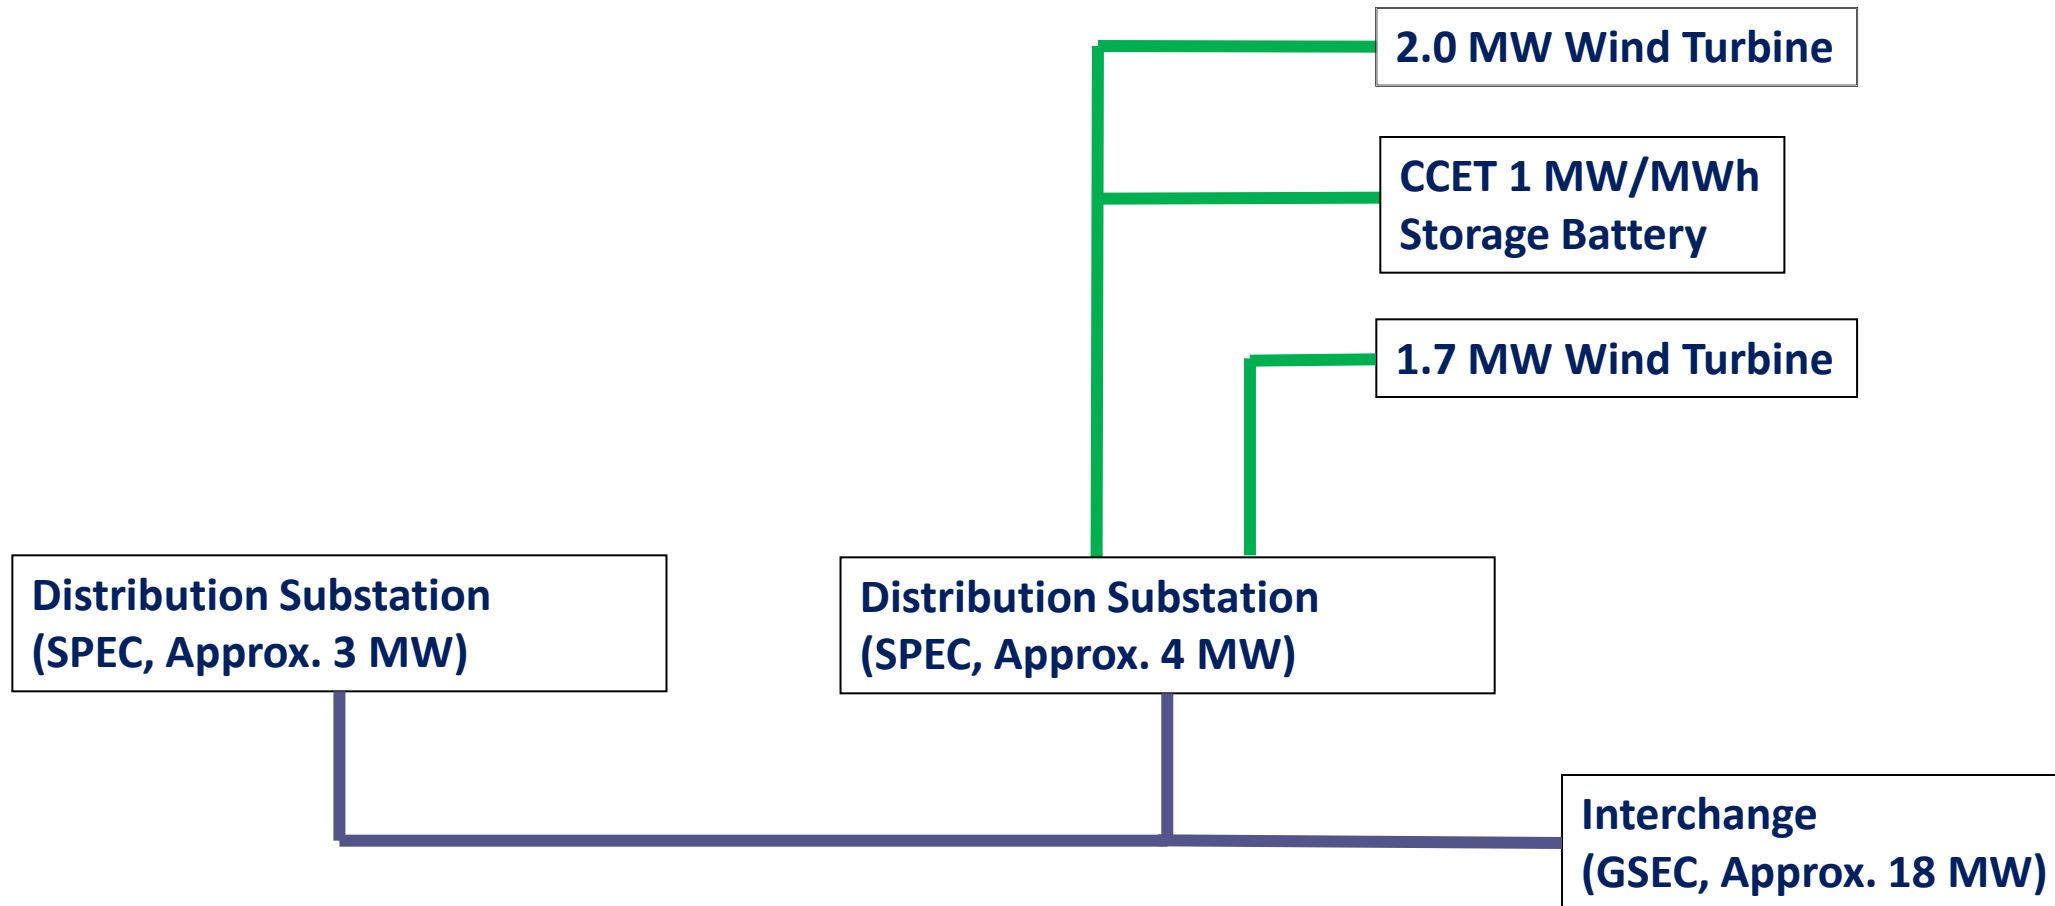 2.0 MW Wind Turbine
CCET 1 MW/MWh
Storage Battery
1.7 MW Wind Turbine
Distribution Substation
(SPEC, Approx. 3 MW)
Distribution Substation
(SPEC, Approx. 4 MW)
Interchange
(GSEC, Approx. 18 MW)